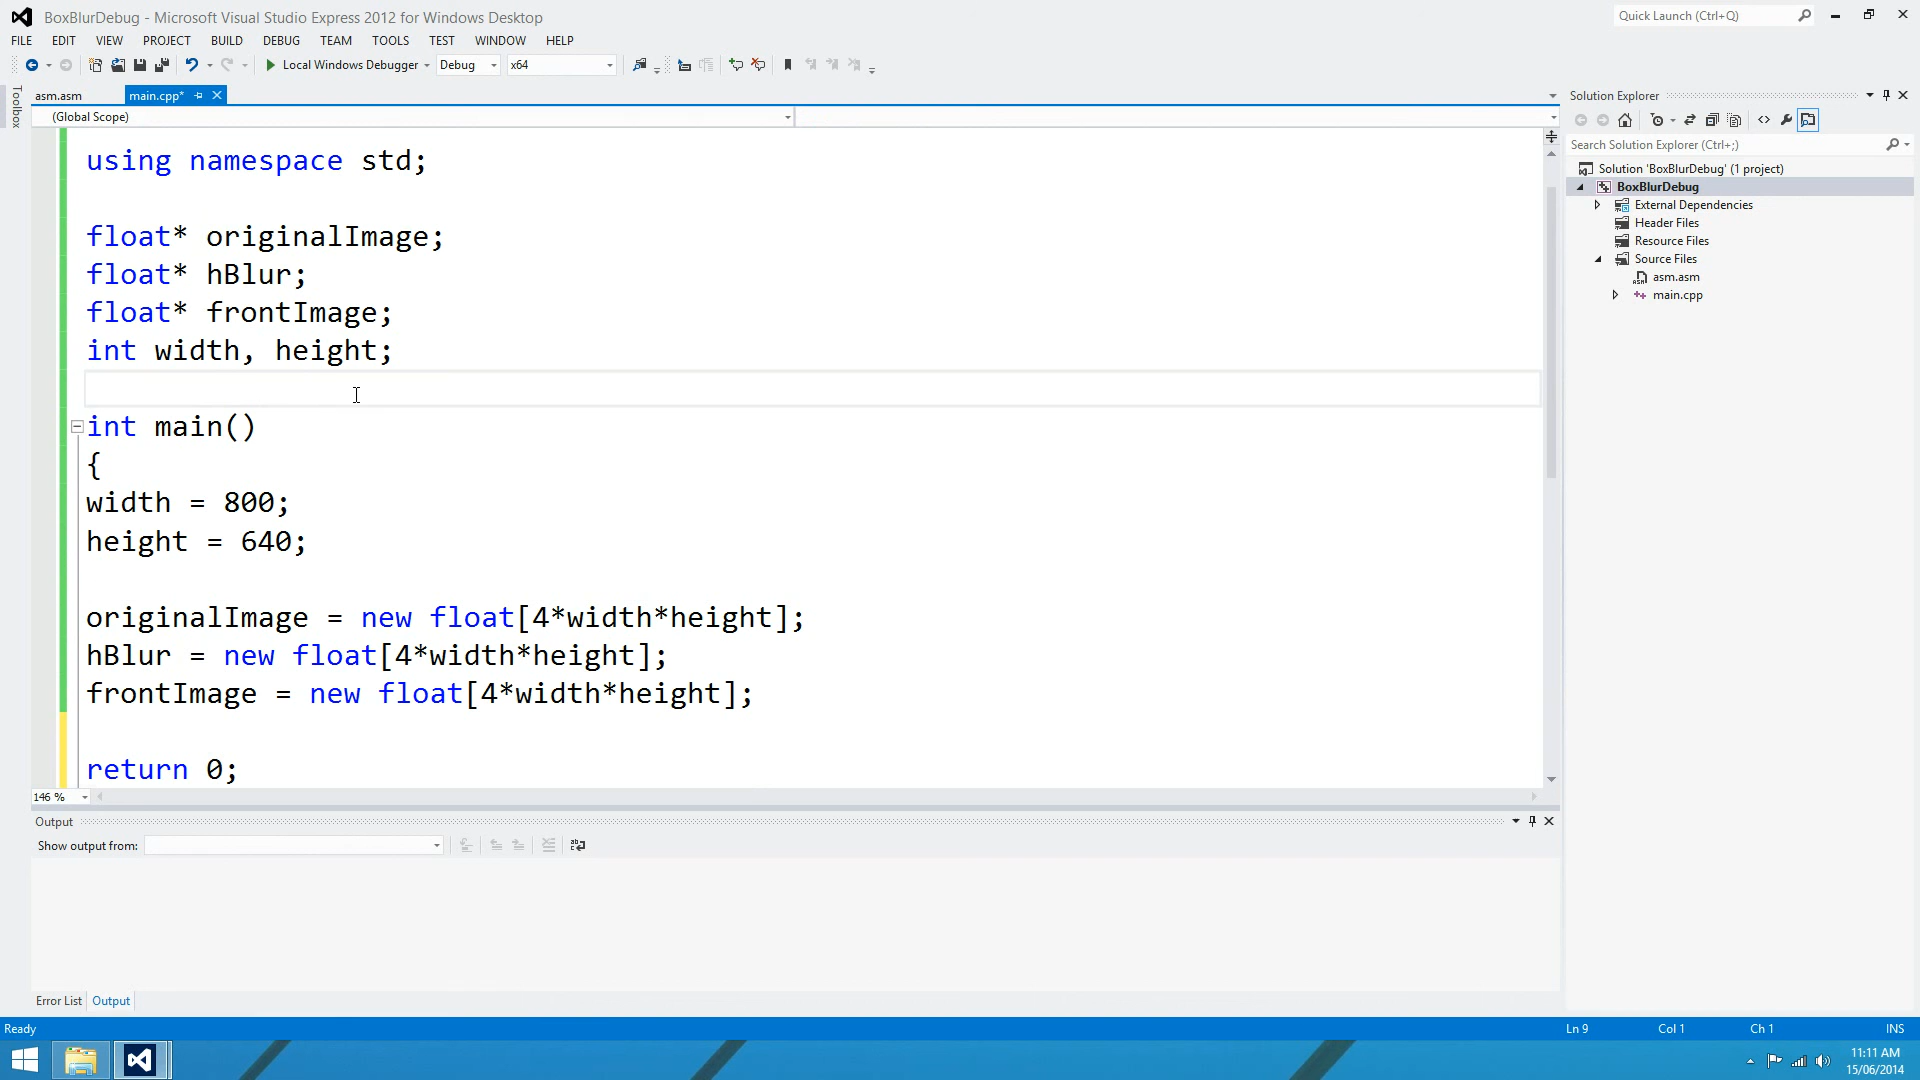 BoxBlurDebug - Microsoft Visual Studio Express 2012 for Windows Desktop
Quick Launch (Ctrl+Q)
FILE EDIT VIEW PROJECT BUILD DEBUG TEAM TOOLS TEST WINDOW HELP
Local Windows Debugger Debug x64
Toolbox
asm.asm main.cpp*
(Global Scope)
using namespace std;
float* originalImage;
float* hBlur;
float* frontImage;
int width, height;
int main()
{
width = 800;
height = 640;
originalImage = new float[4*width*height];
hBlur = new float[4*width*height];
frontImage = new float[4*width*height];
return 0;
146 %
Output
Show output from:
Error List Output
Solution Explorer
Search Solution Explorer (Ctrl+;)
Solution 'BoxBlurDebug' (1 project)
BoxBlurDebug
External Dependencies
Header Files
Resource Files
Source Files
asm.asm
main.cpp
Ready Ln 9 Col 1 Ch 1 INS
11:11 AM
15/06/2014